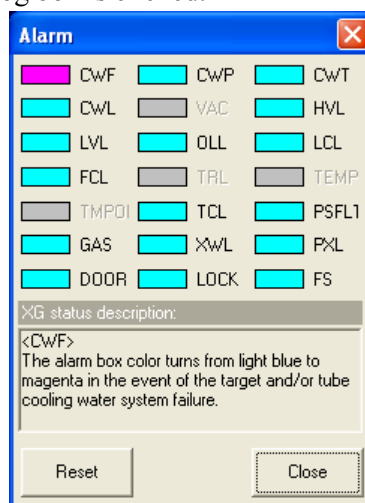 Alarm
CWF CWP CWT
CWL VAC HVL
LVL OLL LCL
FCL TRL TEMP
TMPOI TCL PSFLT
GAS XWL PXL
DOOR LOCK FS
XG status description:
<CWF>
The alarm box color turns from light blue to
magenta in the event of the target and/or tube
cooling water system failure.
Reset Close